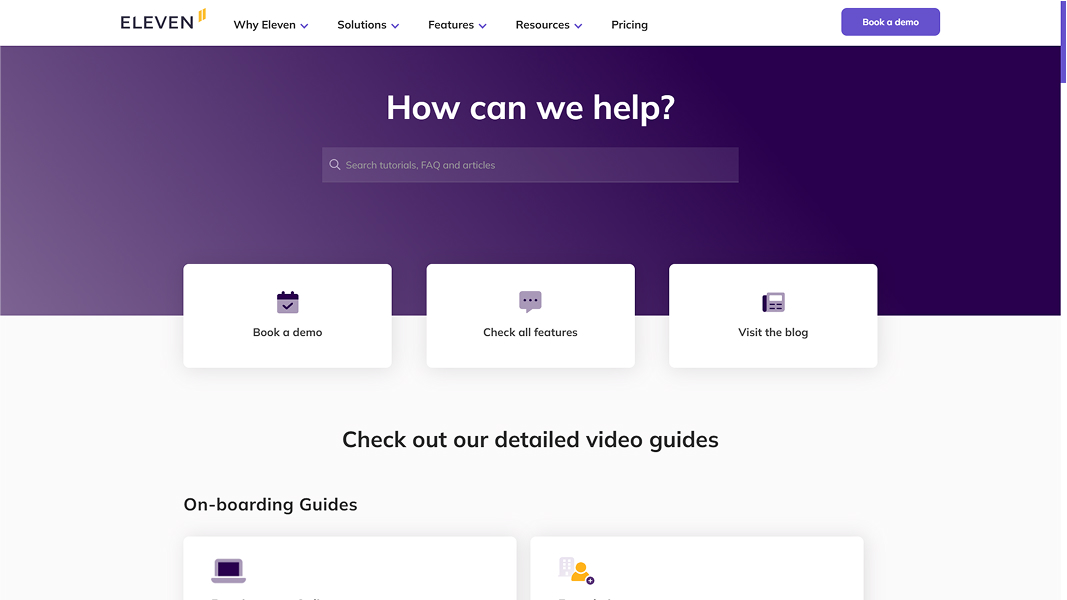 ELEVEN
Why Eleven
Solutions
Features
Resources
Pricing
Book a demo
How can we help?
Search tutorials, FAQ and articles
Book a demo
Check all features
Visit the blog
Check out our detailed video guides
On-boarding Guides